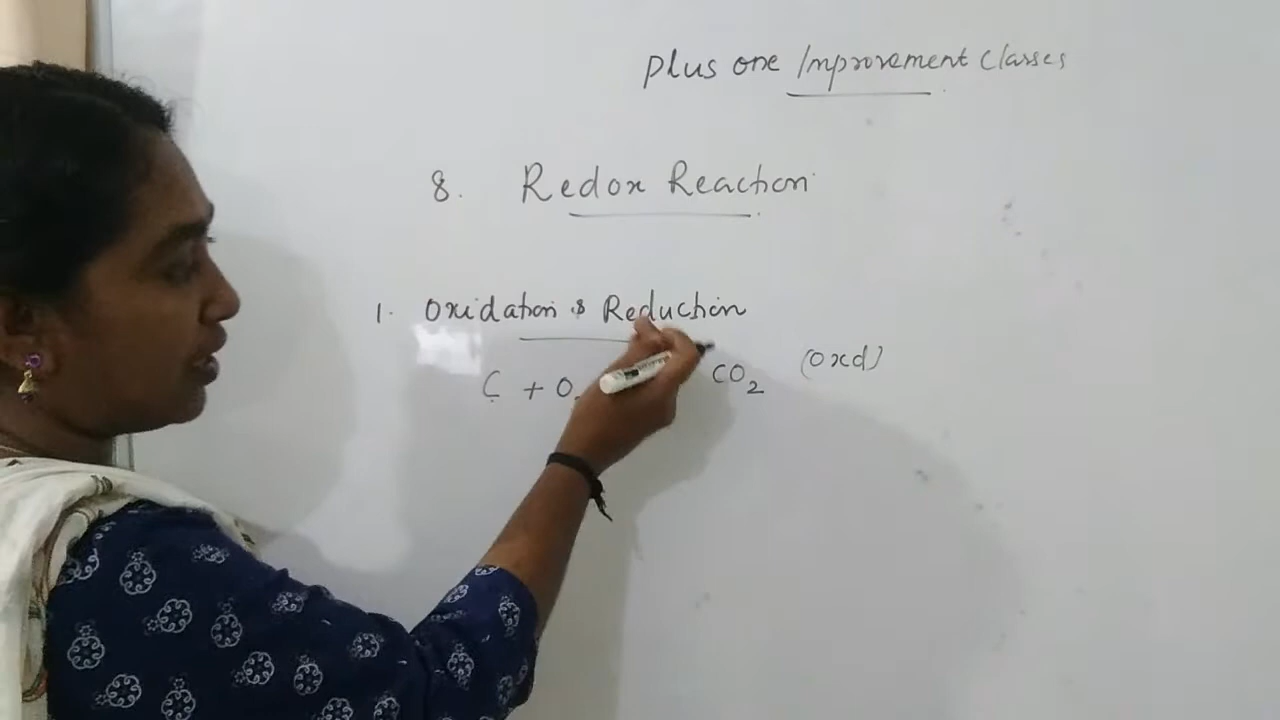 plus one Improvement Classes
8. Redox Reaction
1. Oxidation & Reduction
C + O CO2 (oxd)